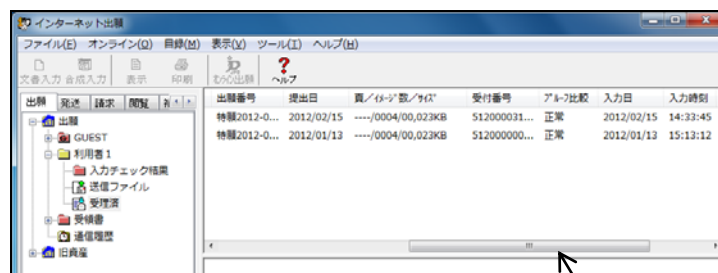 インターネット出願
ファイル(F) オンライン(O) 目録(M) 表示(V) ツール(I) ヘルプ(H)
文書入力 合成入力 表示 印刷 わかん出願 ヘルプ
出願 発送 請求 閲覧 補
出願番号 提出日 頁/イメージ数/サイズ 受付番号 プルーフ比較 入力日 入力時刻
特願2012-0... 2012/02/15 ----/0004/00,023KB 512000031... 正常 2012/02/15 14:33:45
特願2012-0... 2012/01/13 ----/0004/00,023KB 512000000... 正常 2012/01/13 15:13:12
出願
GUEST
利用者1
入力チェック結果
送信ファイル
受理済
受領書
通信履歴
旧資産